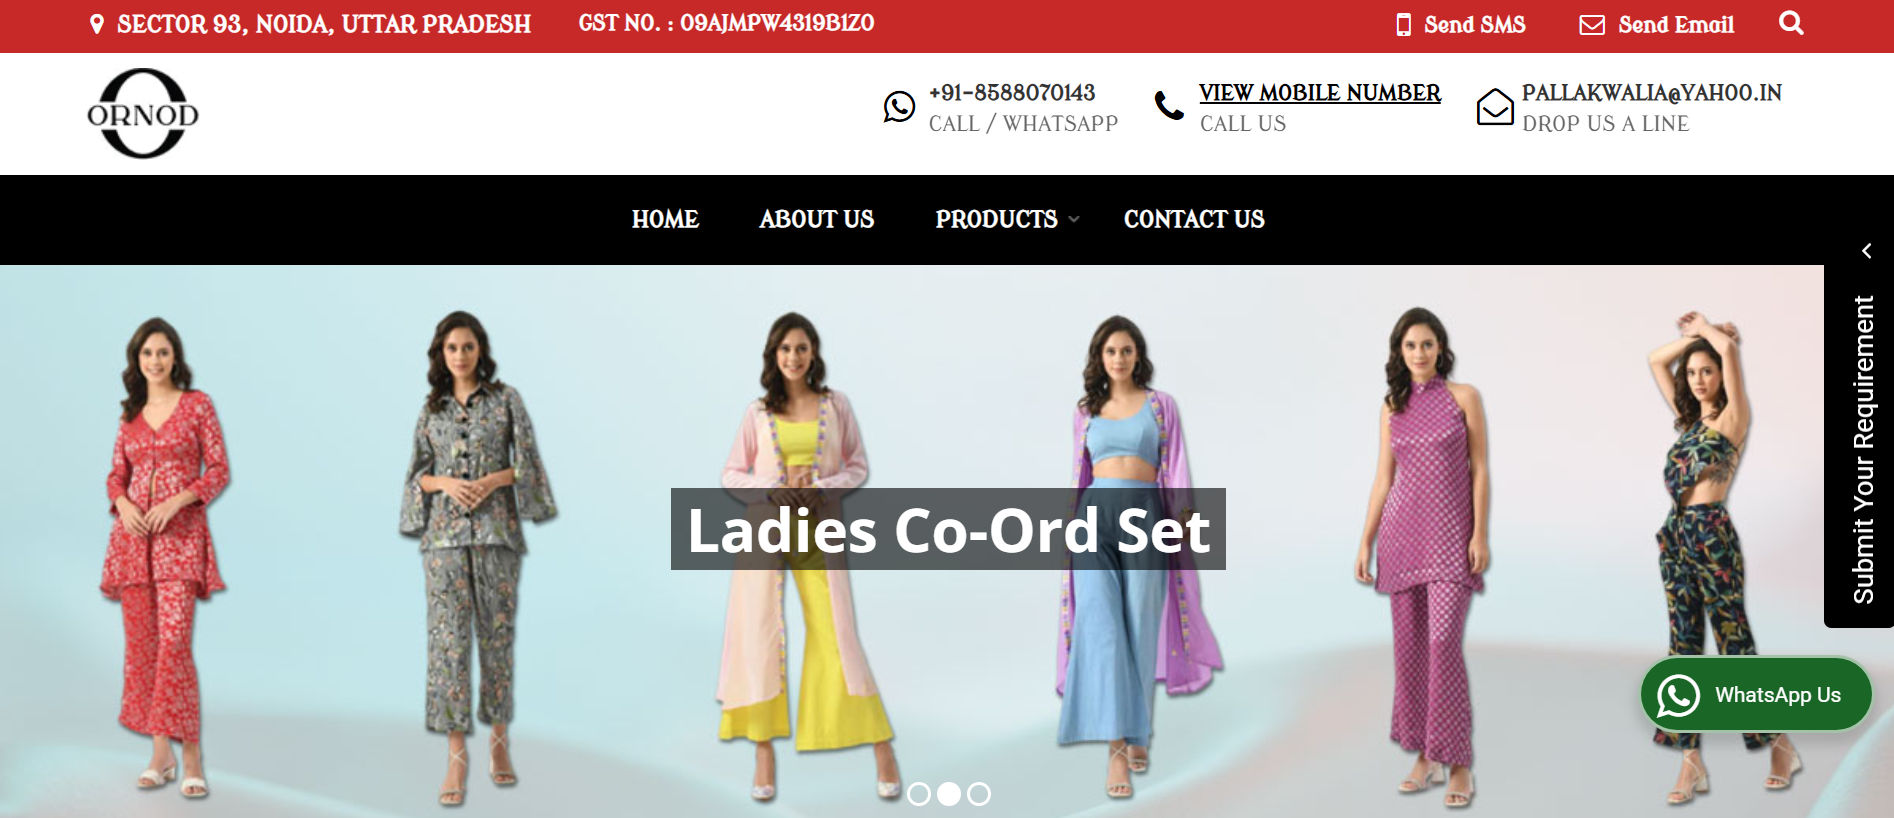 SECTOR 93, NOIDA, UTTAR PRADESH
GST NO. : 09AJMPW4319B1Z0
Send SMS
Send Email
ORNOD
+91-8588070143
CALL / WHATSAPP
VIEW MOBILE NUMBER
CALL US
PALLAKWALIA@YAHOO.IN
DROP US A LINE
HOME
ABOUT US
PRODUCTS
CONTACT US
Submit Your Requirement
Ladies Co-Ord Set
WhatsApp Us